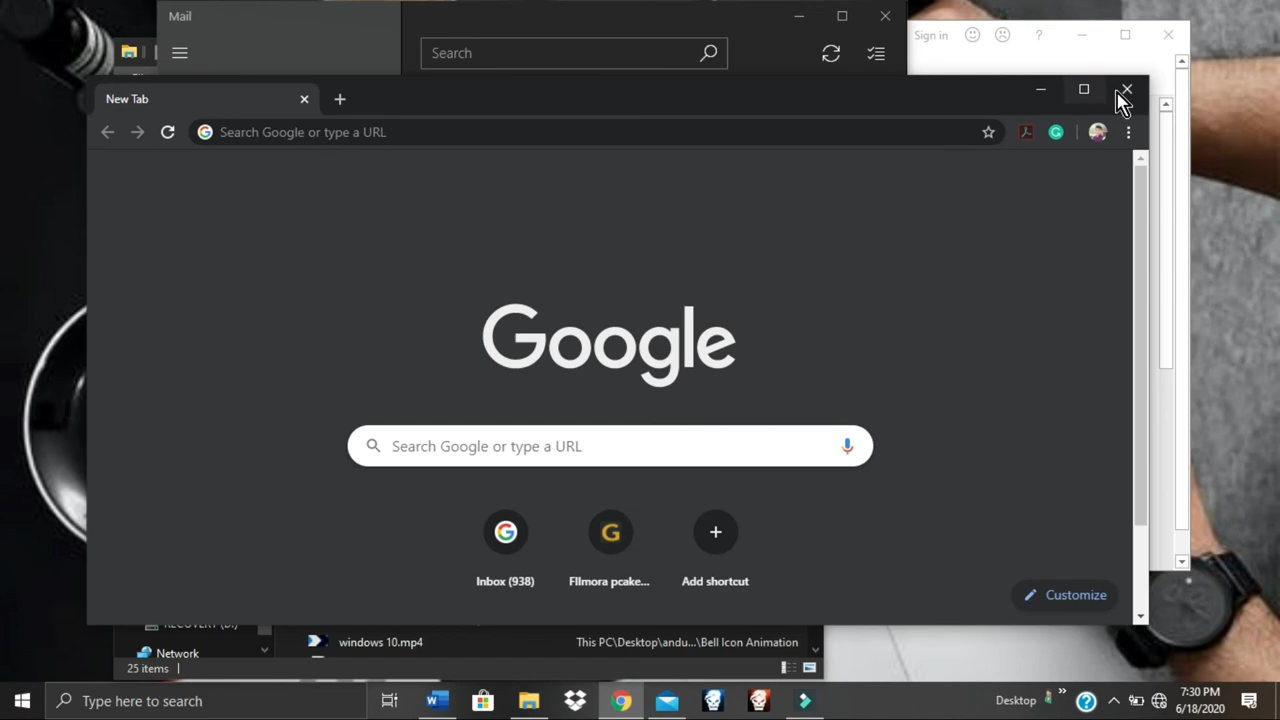 Mail
Search
Sign in
New Tab
Search Google or type a URL
Google
Search Google or type a URL
Inbox (938)
FIlmora pcake...
Add shortcut
Customize
windows 10.mp4
This PC\Desktop\andu...\Bell Icon Animation
Network
25 items
Type here to search
Desktop
7:30 PM
6/18/2020